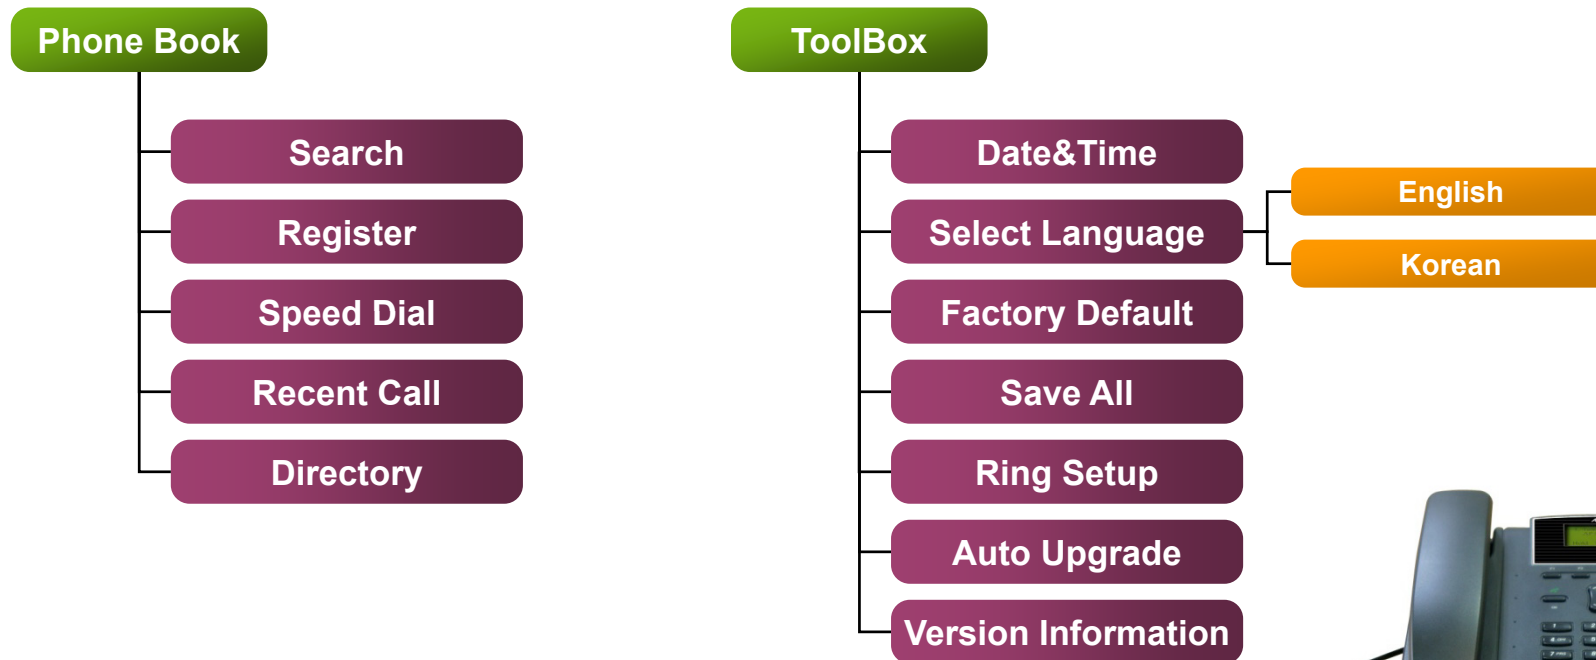 Phone Book
Search
Register
Speed Dial
Recent Call
Directory
ToolBox
Date&Time
Select Language
English
Korean
Factory Default
Save All
Ring Setup
Auto Upgrade
Version Information